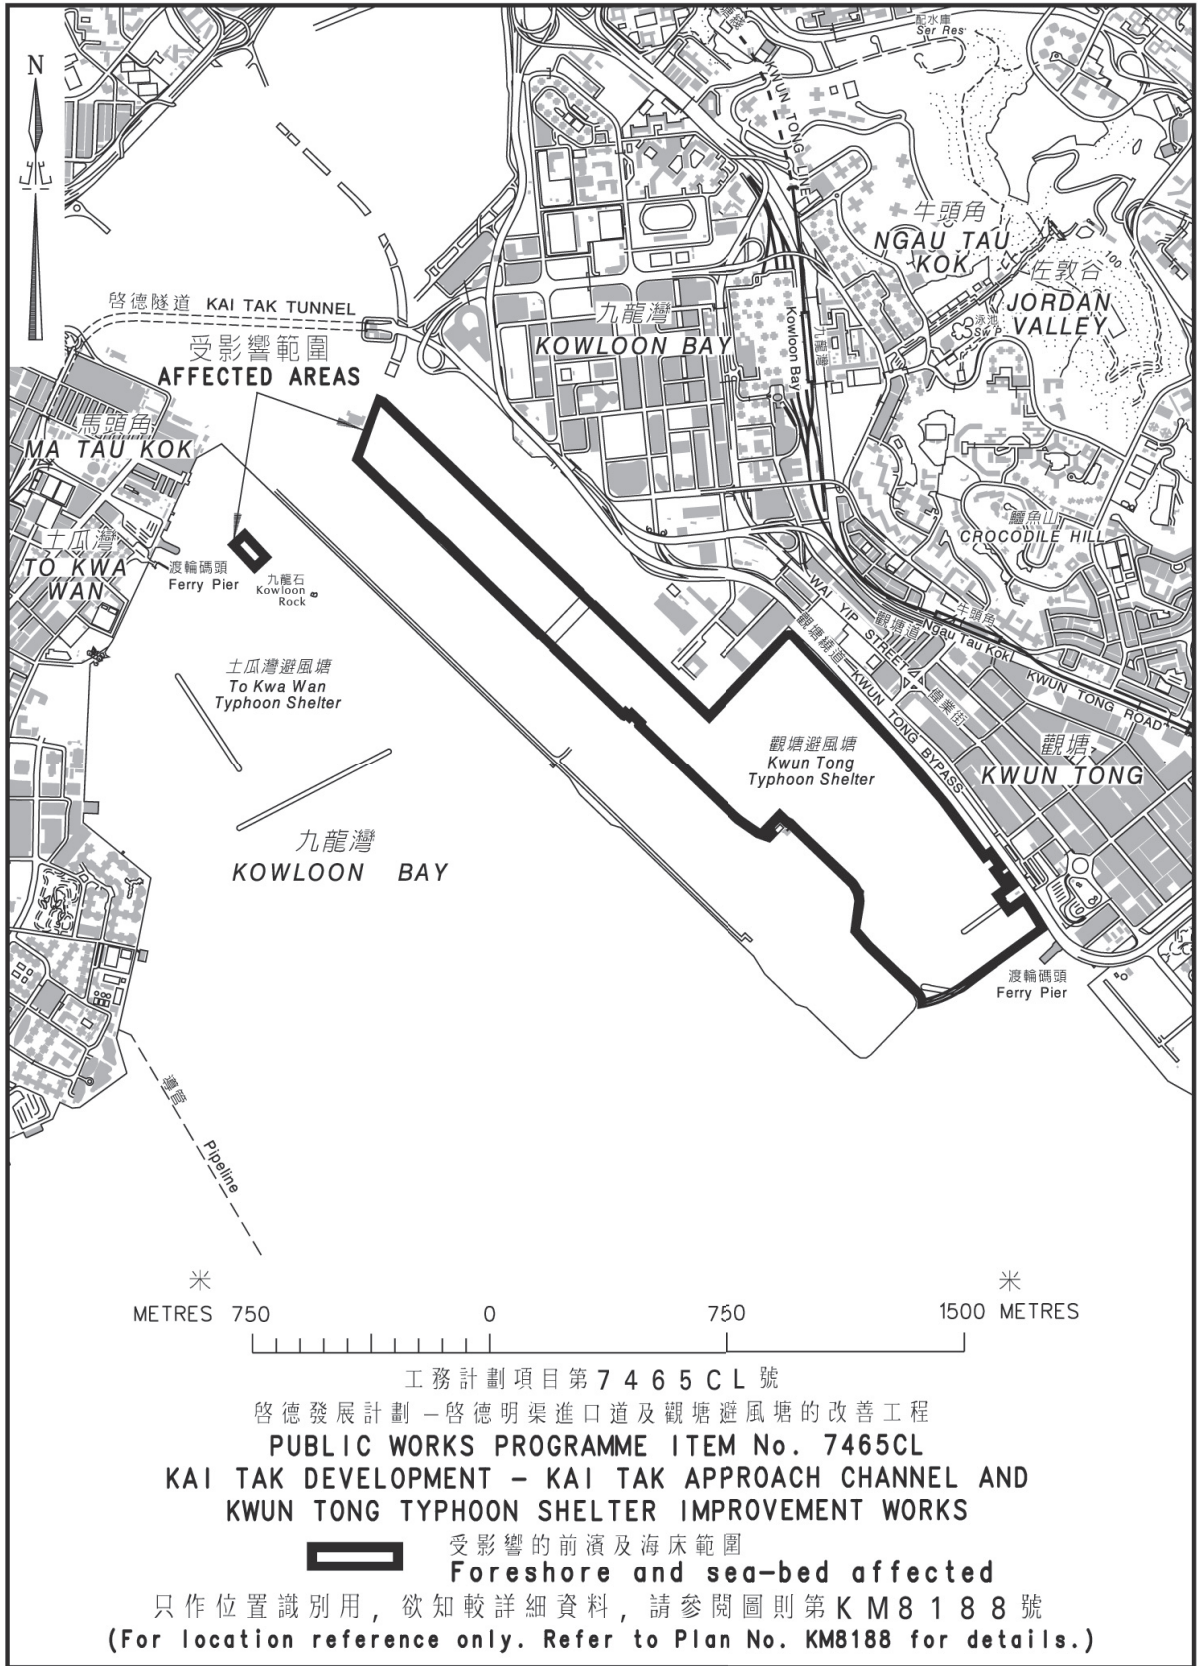 配水庫
Ser Res
N
KWUN TONG LINE
牛頭角
NGAU TAU
KOK
佐敦谷
JORDAN
VALLEY
100
泳池
Sw P
啓德隧道 KAI TAK TUNNEL
九龍灣
KOWLOON BAY
Kowloon Bay
九龍灣
受影響範圍
AFFECTED AREAS
馬頭角
MA TAU KOK
土瓜灣
TO KWA
WAN
渡輪碼頭
Ferry Pier
九龍石
Kowloon
Rock
鱷魚山
CROCODILE HILL
土瓜灣避風塘
To Kwa Wan
Typhoon Shelter
WAI YIP STREET
偉業街
觀塘繞道
KWUN TONG BYPASS
觀塘道
KWUN TONG ROAD
牛頭角
Ngau Tau Kok
觀塘避風塘
Kwun Tong
Typhoon Shelter
觀塘
KWUN TONG
九龍灣
KOWLOON BAY
渡輪碼頭
Ferry Pier
導管
Pipeline
米 米
METRES 750 0 750 1500 METRES
工務計劃項目第7465CL號
啓德發展計劃 – 啓德明渠進口道及觀塘避風塘的改善工程
PUBLIC WORKS PROGRAMME ITEM No. 7465CL
KAI TAK DEVELOPMENT – KAI TAK APPROACH CHANNEL AND
KWUN TONG TYPHOON SHELTER IMPROVEMENT WORKS
受影響的前濱及海床範圍
Foreshore and sea-bed affected
只作位置識別用, 欲知較詳細資料, 請參閱圖則第KM8188號
(For location reference only. Refer to Plan No. KM8188 for details.)